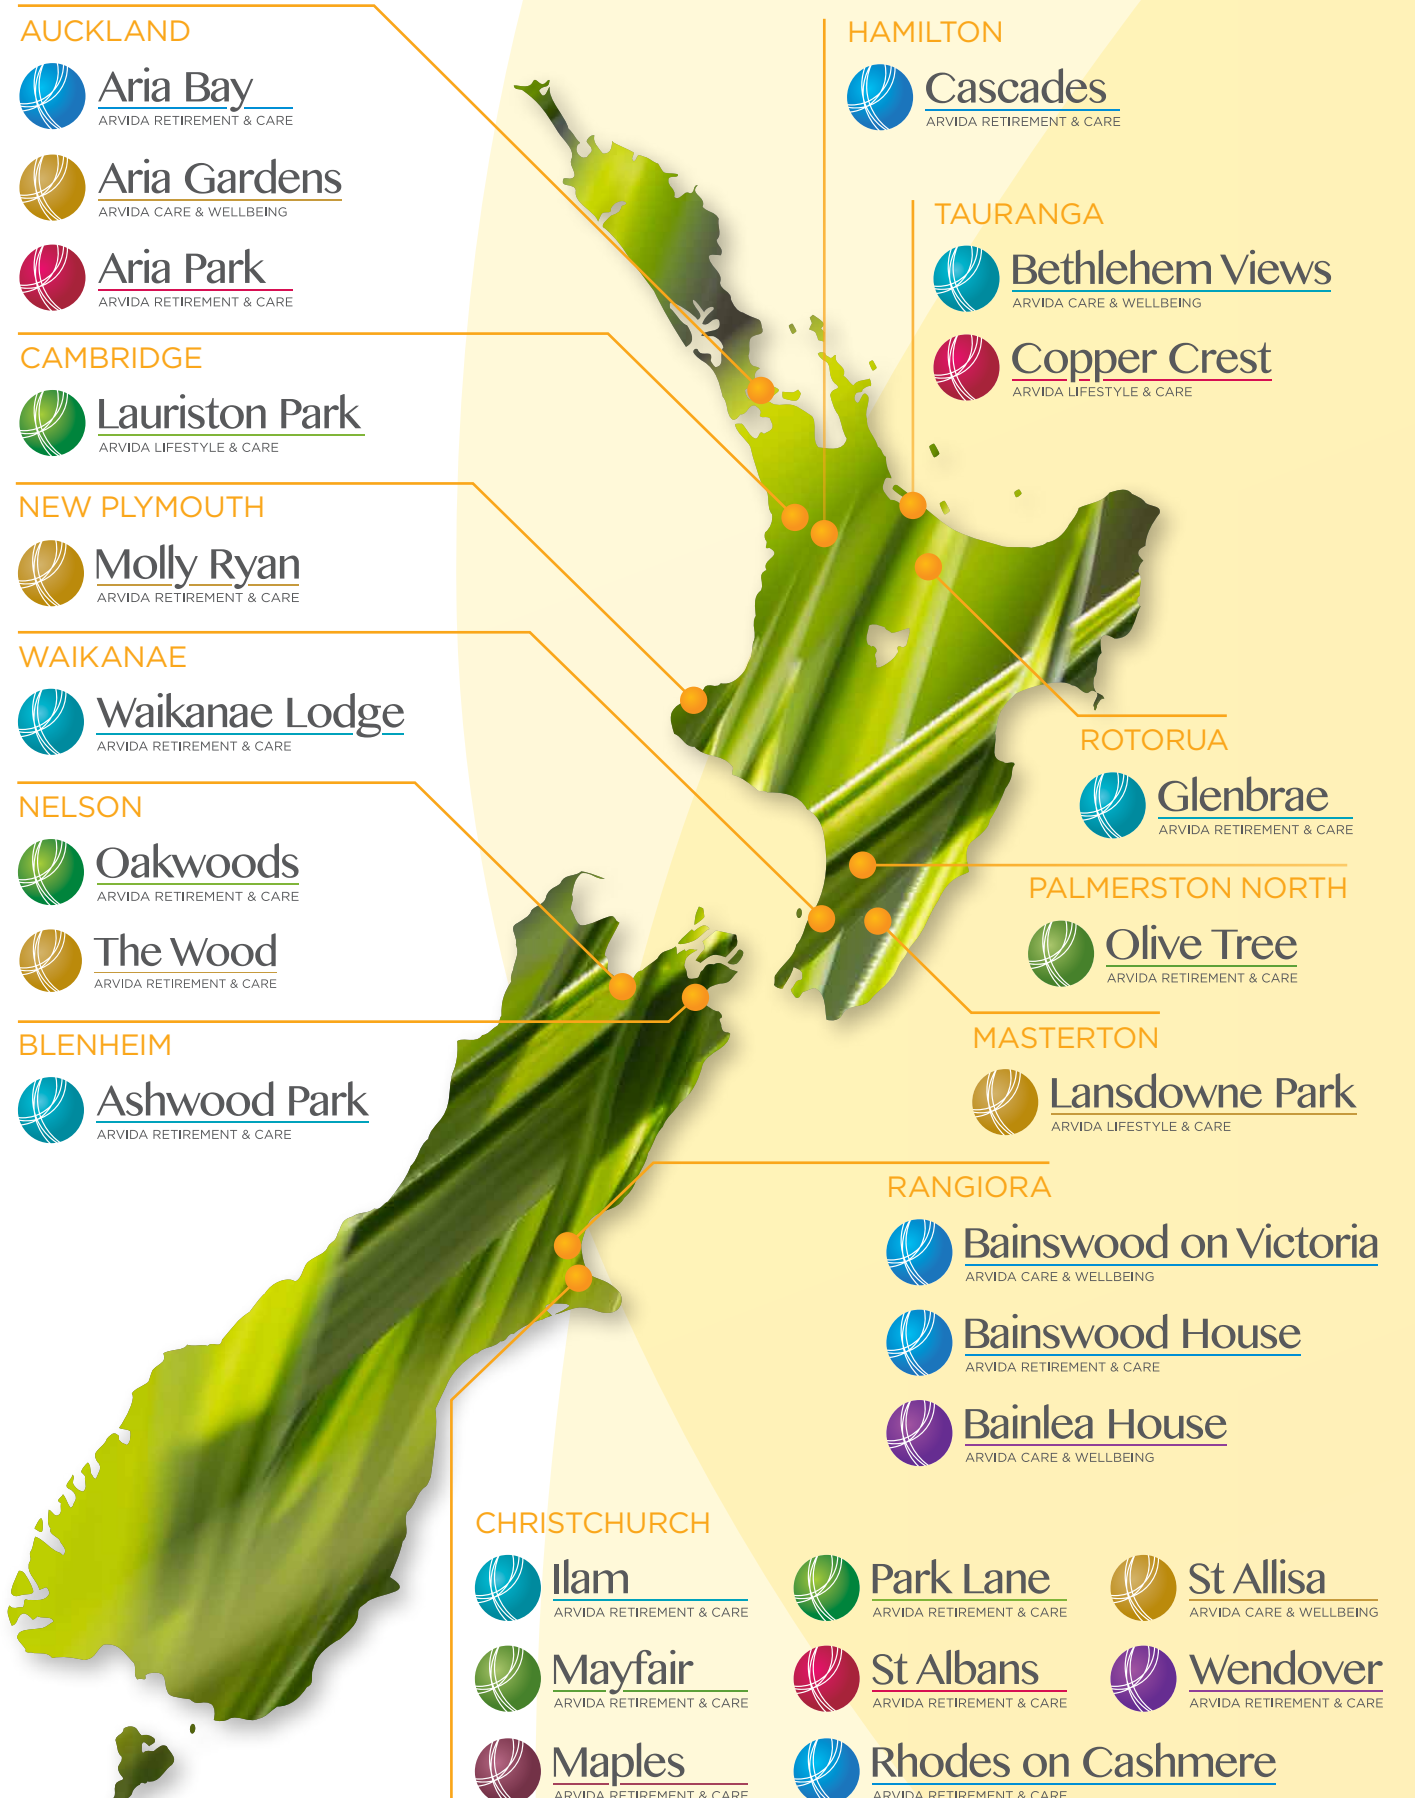 AUCKLAND
Aria Bay
ARVIDA RETIREMENT & CARE
Aria Gardens
ARVIDA CARE & WELLBEING
Aria Park
ARVIDA RETIREMENT & CARE
CAMBRIDGE
Lauriston Park
ARVIDA LIFESTYLE & CARE
NEW PLYMOUTH
Molly Ryan
ARVIDA RETIREMENT & CARE
WAIKANAE
Waikanae Lodge
ARVIDA RETIREMENT & CARE
NELSON
Oakwoods
ARVIDA RETIREMENT & CARE
The Wood
ARVIDA RETIREMENT & CARE
BLENHEIM
Ashwood Park
ARVIDA RETIREMENT & CARE
HAMILTON
Cascades
ARVIDA RETIREMENT & CARE
TAURANGA
Bethlehem Views
ARVIDA CARE & WELLBEING
Copper Crest
ARVIDA LIFESTYLE & CARE
ROTORUA
Glenbrae
ARVIDA RETIREMENT & CARE
PALMERSTON NORTH
Olive Tree
ARVIDA RETIREMENT & CARE
MASTERTON
Lansdowne Park
ARVIDA LIFESTYLE & CARE
RANGIORA
Bainswood on Victoria
ARVIDA CARE & WELLBEING
Bainswood House
ARVIDA RETIREMENT & CARE
Bainlea House
ARVIDA CARE & WELLBEING
CHRISTCHURCH
Ilam
ARVIDA RETIREMENT & CARE
Park Lane
ARVIDA RETIREMENT & CARE
St Allisa
ARVIDA CARE & WELLBEING
Mayfair
ARVIDA RETIREMENT & CARE
St Albans
ARVIDA RETIREMENT & CARE
Wendover
ARVIDA RETIREMENT & CARE
Maples
ARVIDA RETIREMENT & CARE
Rhodes on Cashmere
ARVIDA RETIREMENT & CARE